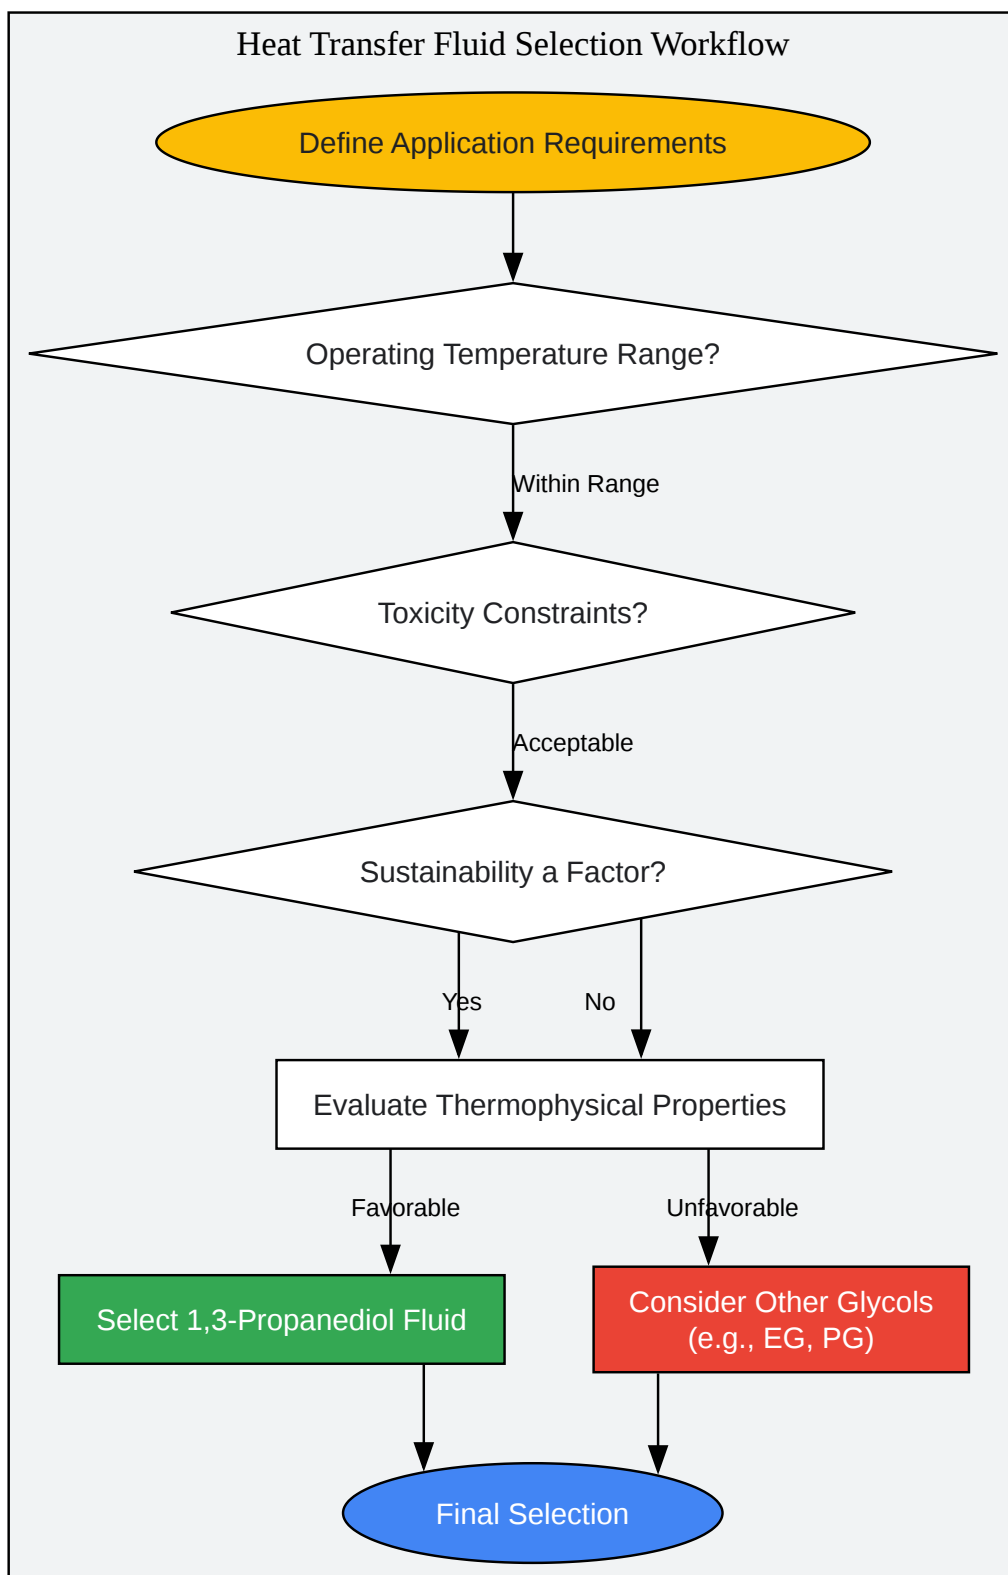 Heat Transfer Fluid Selection Workflow
Define Application Requirements
Operating Temperature Range?
Within Range
Toxicity Constraints?
Acceptable
Sustainability a Factor?
Yes
No
Evaluate Thermophysical Properties
Favorable
Unfavorable
Select 1,3-Propanediol Fluid
Consider Other Glycols
(e.g., EG, PG)
Final Selection